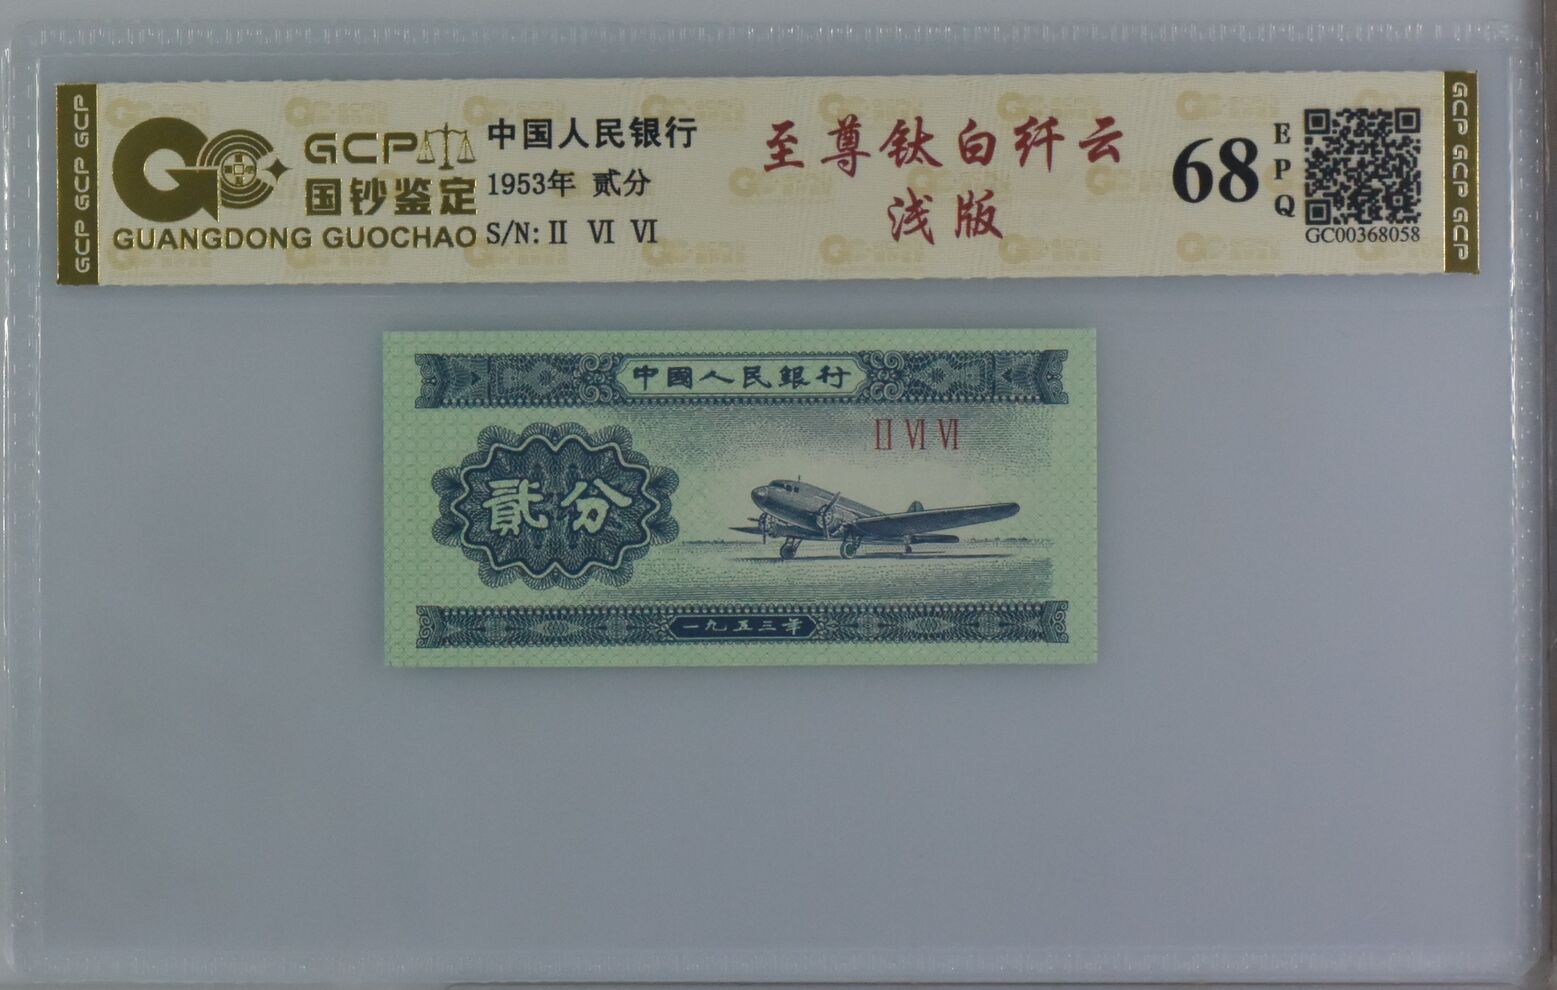 GCP
国钞鉴定
GUANGDONG GUOCHAO
中国人民银行
1953年 贰分
S/N: II VI VI
至尊钛白纤云
浅版
68
EPQ
GC00368058
GCP GCP GCP
GCP GCP GCP
中國人民銀行
II VI VI
貳分
一九五三年